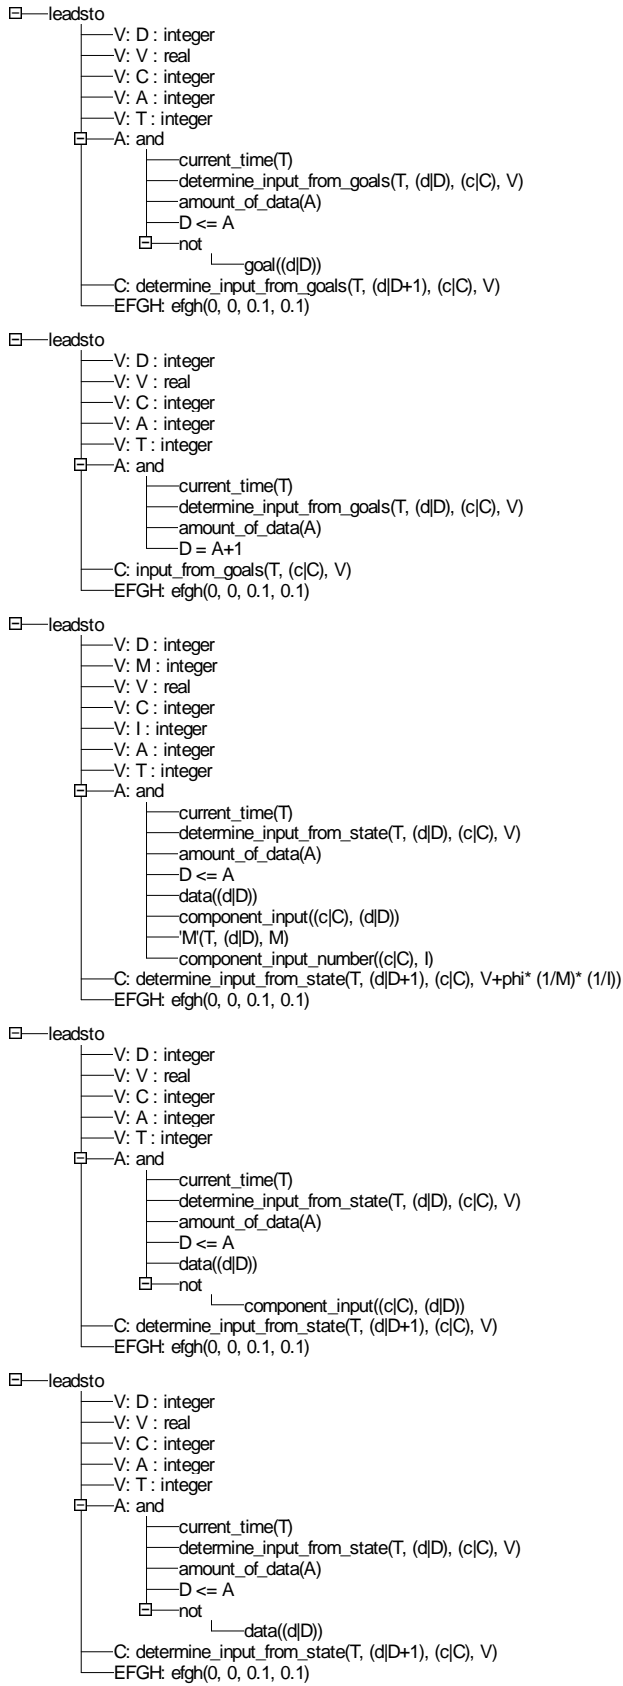 leadsto
V: D : integer
V: V : real
V: C : integer
V: A : integer
V: T : integer
A: and
current_time(T)
determine_input_from_goals(T, (d|D), (c|C), V)
amount_of_data(A)
D <= A
not
goal((d|D))
C: determine_input_from_goals(T, (d|D+1), (c|C), V)
EFGH: efgh(0, 0, 0.1, 0.1)
leadsto
V: D : integer
V: V : real
V: C : integer
V: A : integer
V: T : integer
A: and
current_time(T)
determine_input_from_goals(T, (d|D), (c|C), V)
amount_of_data(A)
D = A+1
C: input_from_goals(T, (c|C), V)
EFGH: efgh(0, 0, 0.1, 0.1)
leadsto
V: D : integer
V: M : integer
V: V : real
V: C : integer
V: I : integer
V: A : integer
V: T : integer
A: and
current_time(T)
determine_input_from_state(T, (d|D), (c|C), V)
amount_of_data(A)
D <= A
data((d|D))
component_input((c|C), (d|D))
'M'(T, (d|D), M)
component_input_number((c|C), I)
C: determine_input_from_state(T, (d|D+1), (c|C), V+phi* (1/M)* (1/I))
EFGH: efgh(0, 0, 0.1, 0.1)
leadsto
V: D : integer
V: V : real
V: C : integer
V: A : integer
V: T : integer
A: and
current_time(T)
determine_input_from_state(T, (d|D), (c|C), V)
amount_of_data(A)
D <= A
data((d|D))
not
component_input((c|C), (d|D))
C: determine_input_from_state(T, (d|D+1), (c|C), V)
EFGH: efgh(0, 0, 0.1, 0.1)
leadsto
V: D : integer
V: V : real
V: C : integer
V: A : integer
V: T : integer
A: and
current_time(T)
determine_input_from_state(T, (d|D), (c|C), V)
amount_of_data(A)
D <= A
not
data((d|D))
C: determine_input_from_state(T, (d|D+1), (c|C), V)
EFGH: efgh(0, 0, 0.1, 0.1)